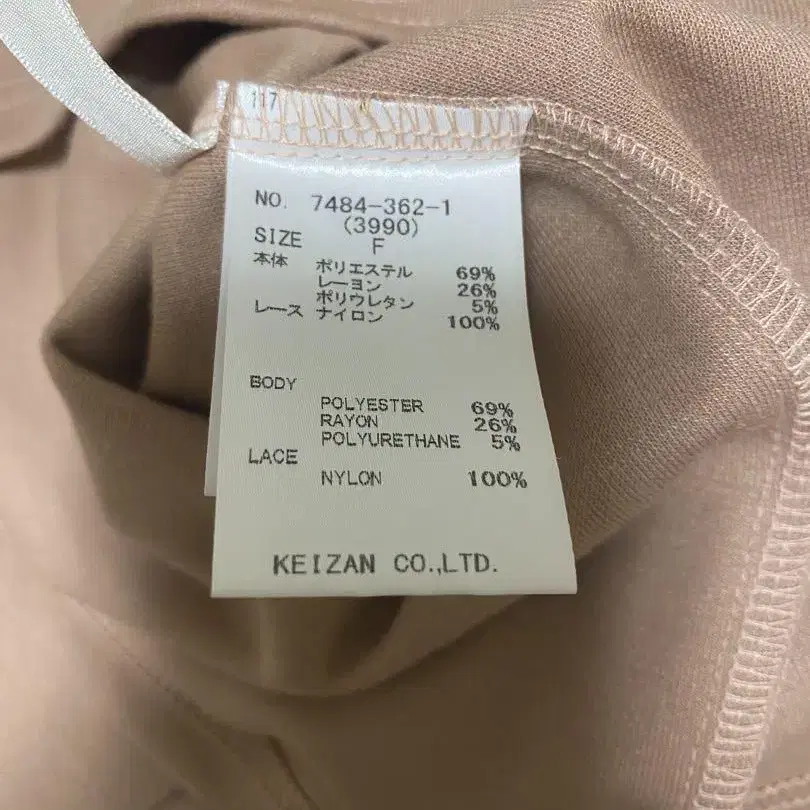 117
NO. 7484-362-1
(3990)
SIZE F
本体 ポリエステル 69%
レーヨン 26%
ポリウレタン 5%
レース ナイロン 100%
BODY
POLYESTER 69%
RAYON 26%
POLYURETHANE 5%
LACE
NYLON 100%
KEIZAN CO.,LTD.